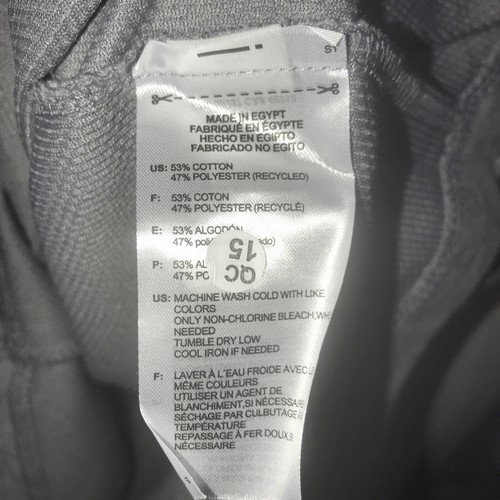 SY
MADE IN EGYPT
FABRIQUÉ EN ÉGYPTE
HECHO EN EGIPTO
FABRICADO NO EGITO
US: 53% COTTON
47% POLYESTER (RECYCLED)
F: 53% COTON
47% POLYESTER (RECYCLÉ)
E: 53% ALGODÓN
47%
P: 53%
47%
QC
15
US: MACHINE WASH COLD WITH LIKE
COLORS
ONLY NON-CHLORINE BLEACH,
NEEDED
TUMBLE DRY LOW
COOL IRON IF NEEDED
F: LAVER À L'EAU FROIDE AVEC
MÊME COULEURS
UTILISER UN AGENT DE
BLANCHIMENT,SI
SÉCHAGE PAR CULBUTAGE
TEMPÉRATURE
REPASSAGE À FER DOUX,
NÉCESSAIRE